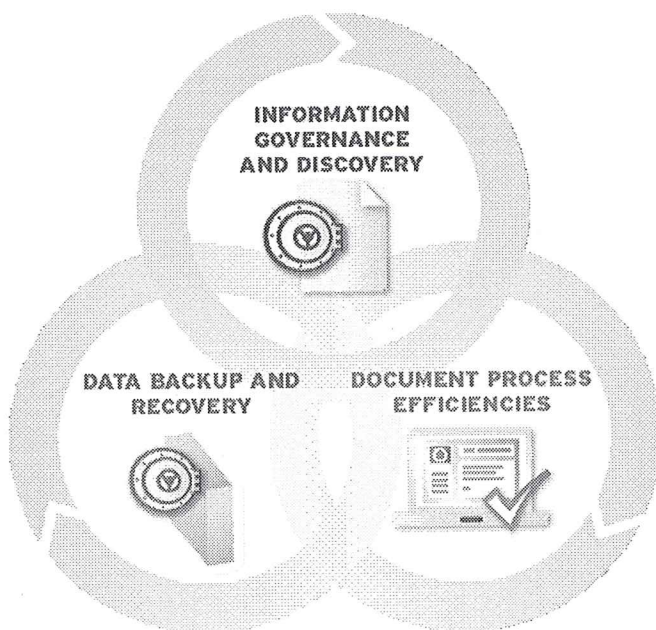 INFORMATION
GOVERNANCE
AND DISCOVERY
DATA BACKUP AND
RECOVERY
DOCUMENT PROCESS
EFFICIENCIES